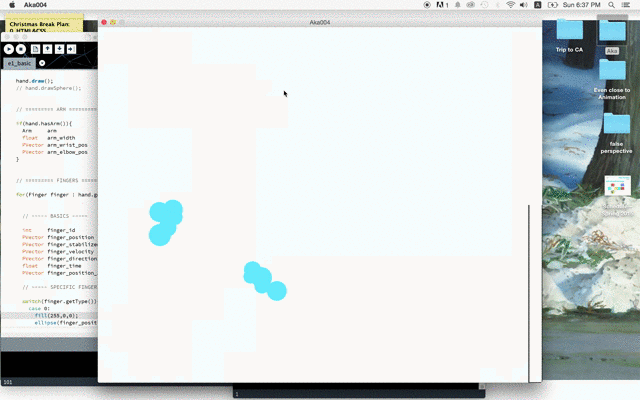 Aka004
1
Sun 6:37 PM
Christmas Break Plan:
Aka004
e1_basic
hand.draw();
// hand.drawSphere();
// ========= ARM =========
if(hand.hasArm()){
Arm arm
float arm_width
PVector arm_wrist_pos
PVector arm_elbow_pos
}
// ========= FINGERS
for(Finger finger : hand.g
// ----- BASICS -----
int finger_id
PVector finger_position
PVector finger_stabilize
PVector finger_velocity
PVector finger_direction
float finger_time
PVector finger_position_
// ----- SPECIFIC FINGER
switch(finger.getType())
case 0:
fill(255,0,0);
ellipse(finger_posit
101
1
Trip to CA
Aka
Even close to
Animation
false
perspective